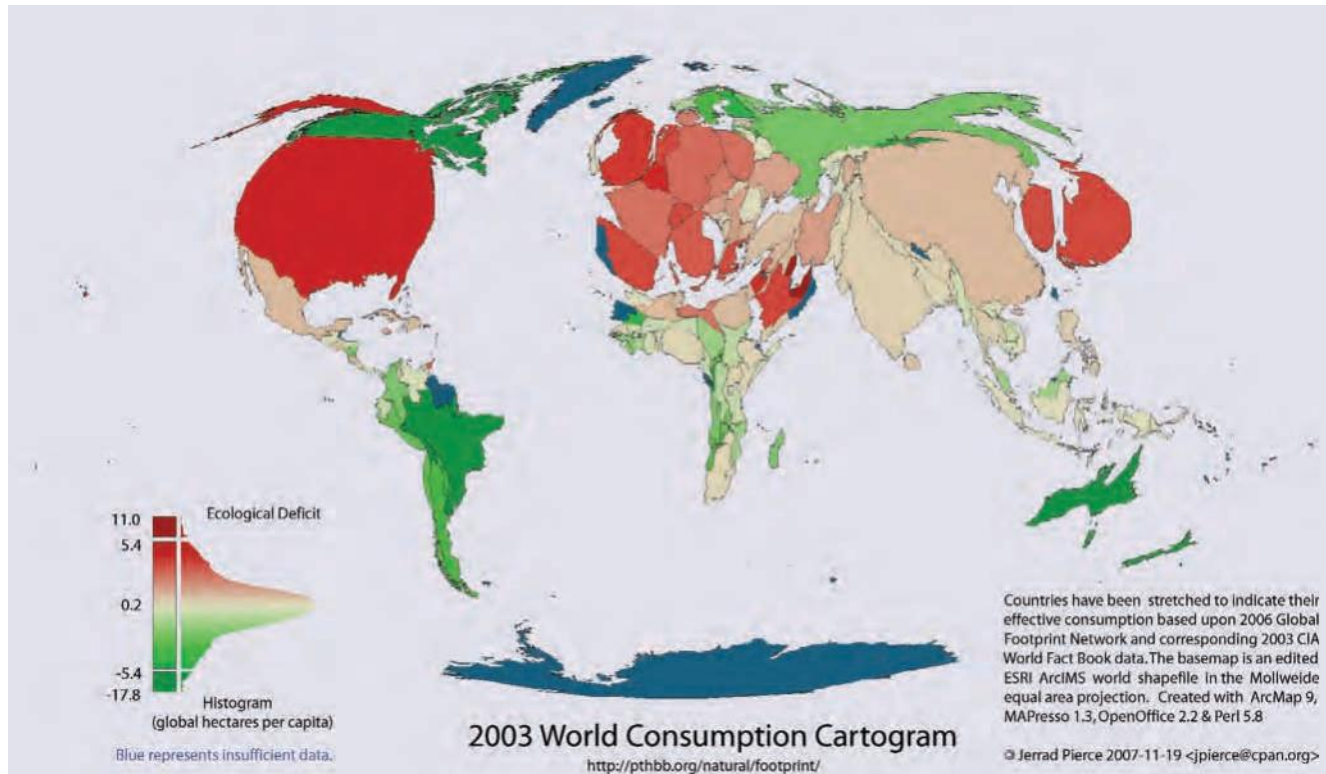 11.0
Ecological Deficit
5.4
0.2
-5.4
-17.8
Histogram
(global hectares per capita)
Blue represents insufficient data.
2003 World Consumption Cartogram
http://pthbb.org/natural/footprint/
Countries have been stretched to indicate their
effective consumption based upon 2006 Global
Footprint Network and corresponding 2003 CIA
World Fact Book data. The basemap is an edited
ESRI ArcIMS world shapefile in the Mollweide
equal area projection. Created with ArcMap 9,
MAPresso 1.3, OpenOffice 2.2 & Perl 5.8
© Jerrad Pierce 2007-11-19 <jpierce@cpan.org>